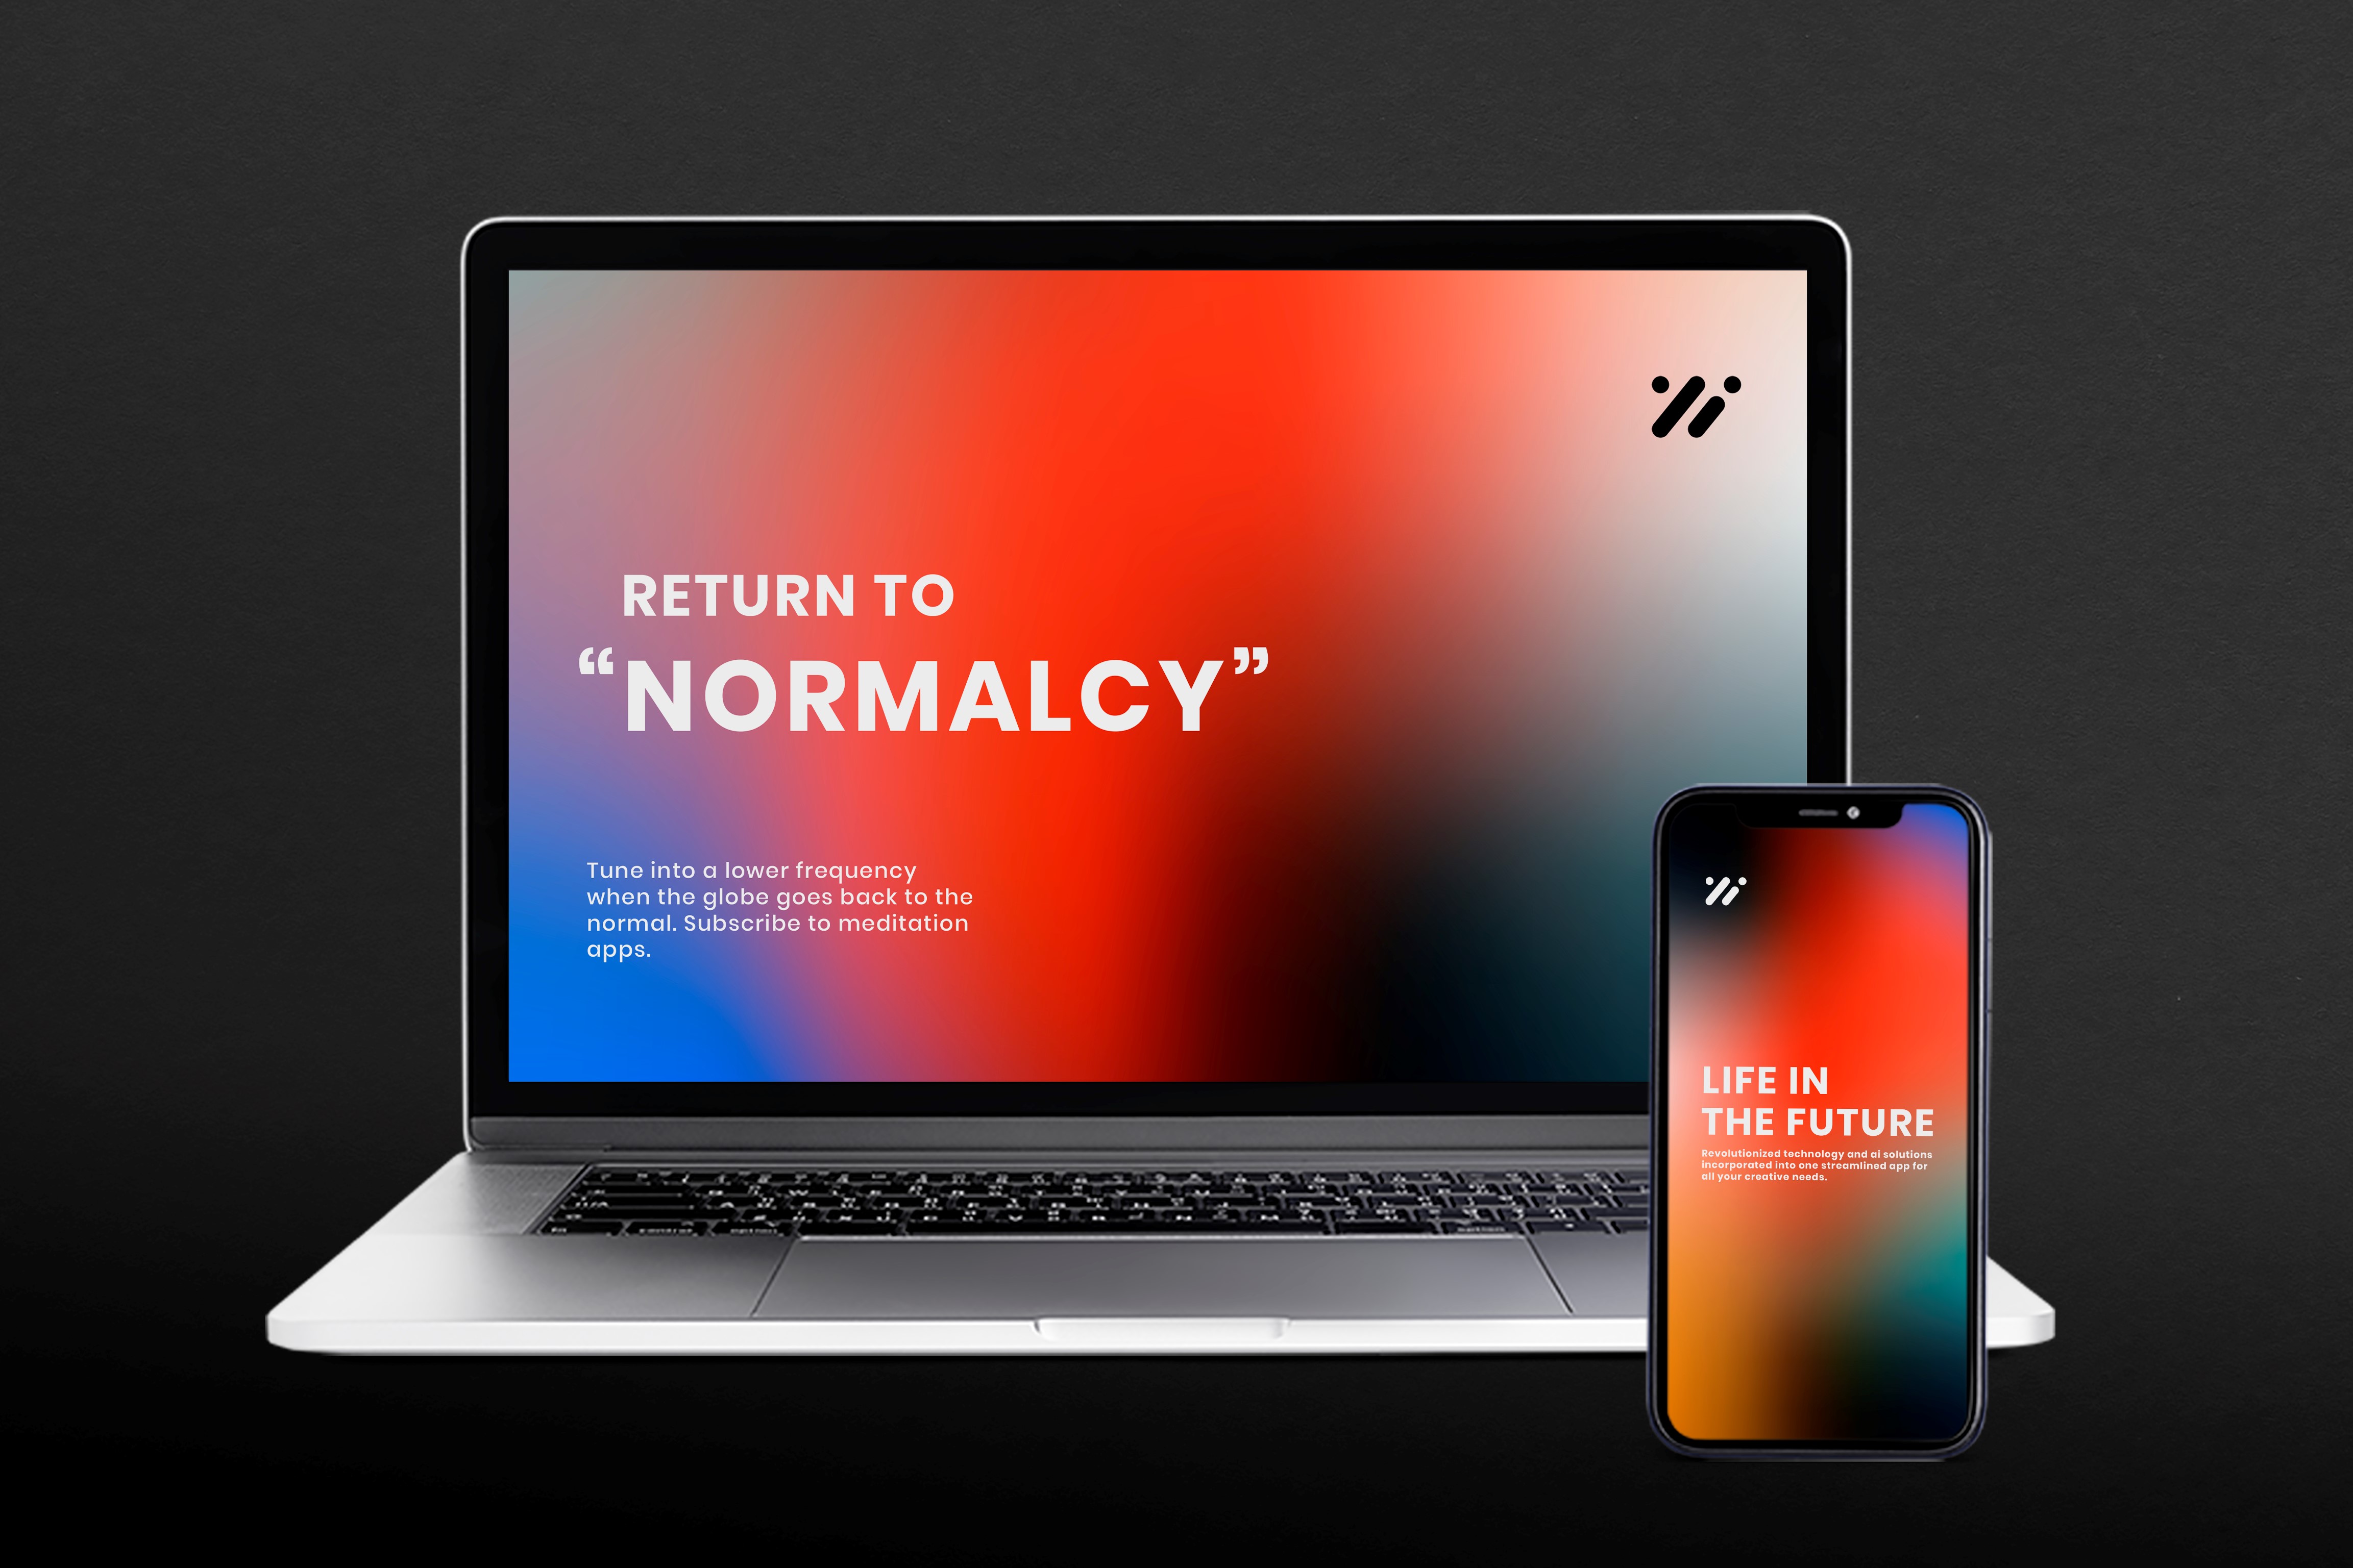 RETURN TO
“NORMALCY”
Tune into a lower frequency
when the globe goes back to the
normal. Subscribe to meditation
apps.
LIFE IN
THE FUTURE
Revolutionized technology and ai solutions
incorporated into one streamlined app for
all your creative needs.